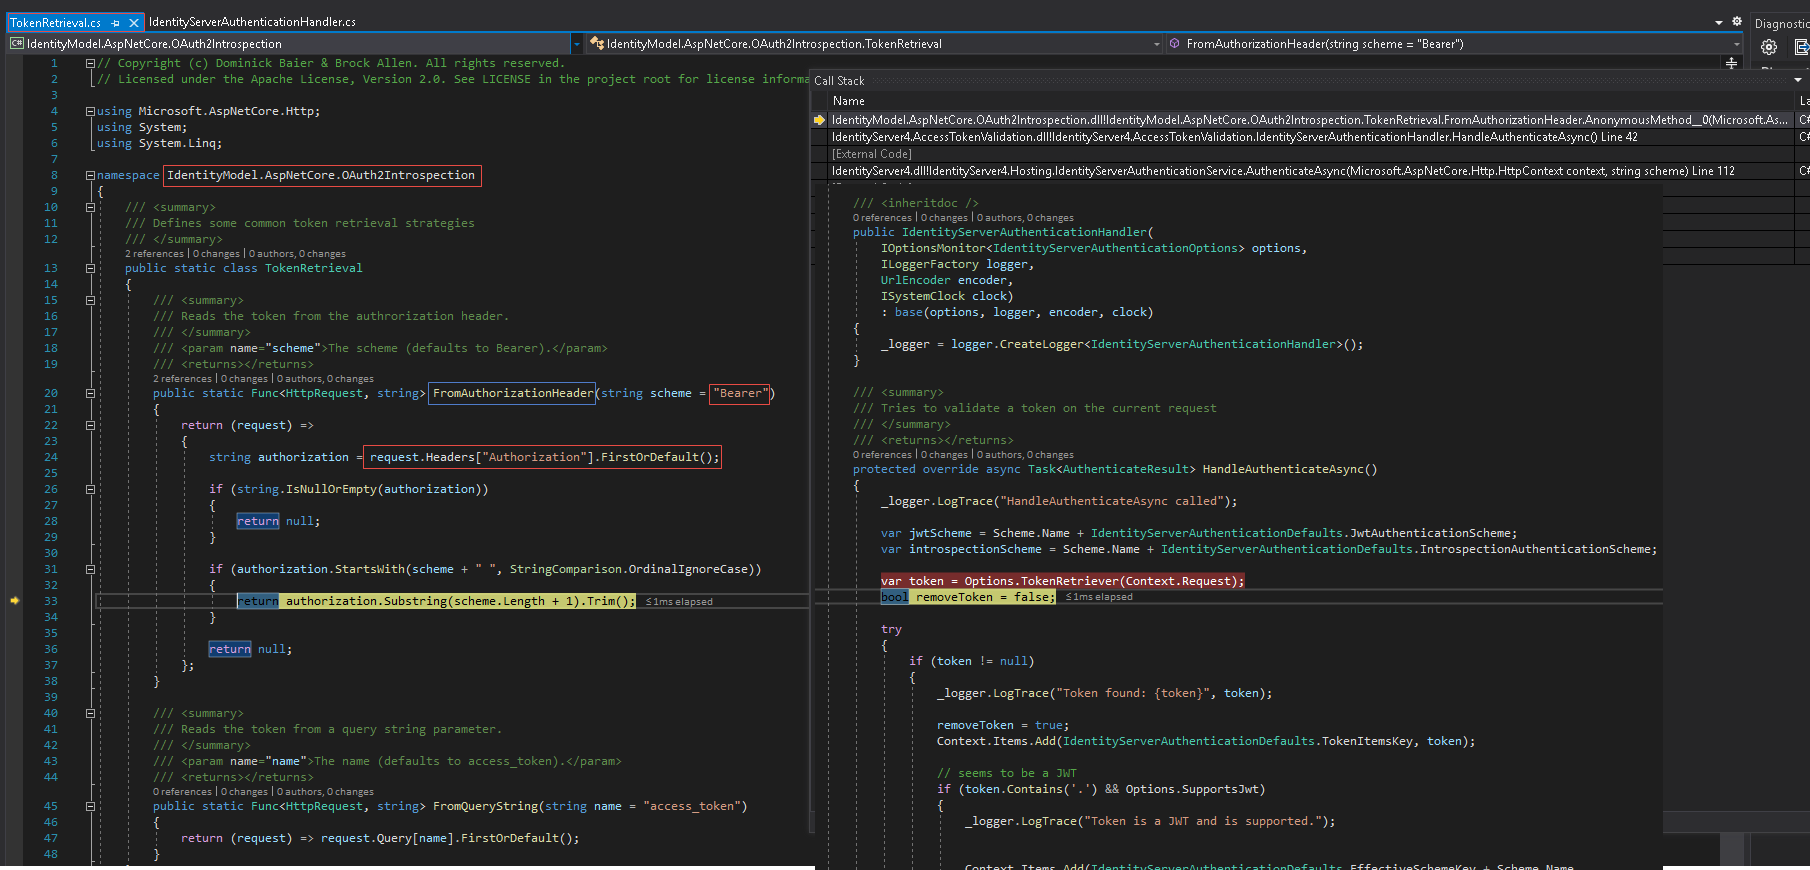 TokenRetrieval.cs
IdentityServerAuthenticationHandler.cs
Diagnostic
C# IdentityModel.AspNetCore.OAuth2Introspection
IdentityModel.AspNetCore.OAuth2Introspection.TokenRetrieval
FromAuthorizationHeader(string scheme = "Bearer")
1 // Copyright (c) Dominick Baier & Brock Allen. All rights reserved.
2 // Licensed under the Apache License, Version 2.0. See LICENSE in the project root for license informa
3
4 using Microsoft.AspNetCore.Http;
5 using System;
6 using System.Linq;
7
8 namespace IdentityModel.AspNetCore.OAuth2Introspection
9 {
10 /// <summary>
11 /// Defines some common token retrieval strategies
12 /// </summary>
2 references | 0 changes | 0 authors, 0 changes
13 public static class TokenRetrieval
14 {
15 /// <summary>
16 /// Reads the token from the authrorization header.
17 /// </summary>
18 /// <param name="scheme">The scheme (defaults to Bearer).</param>
19 /// <returns></returns>
2 references | 0 changes | 0 authors, 0 changes
20 public static Func<HttpRequest, string> FromAuthorizationHeader(string scheme = "Bearer")
21 {
22 return (request) =>
23 {
24 string authorization = request.Headers["Authorization"].FirstOrDefault();
25
26 if (string.IsNullOrEmpty(authorization))
27 {
28 return null;
29 }
30
31 if (authorization.StartsWith(scheme + " ", StringComparison.OrdinalIgnoreCase))
32 {
33 return authorization.Substring(scheme.Length + 1).Trim(); ≤1ms elapsed
34 }
35
36 return null;
37 };
38 }
39
40 /// <summary>
41 /// Reads the token from a query string parameter.
42 /// </summary>
43 /// <param name="name">The name (defaults to access_token).</param>
44 /// <returns></returns>
0 references | 0 changes | 0 authors, 0 changes
45 public static Func<HttpRequest, string> FromQueryString(string name = "access_token")
46 {
47 return (request) => request.Query[name].FirstOrDefault();
48 }
Call Stack
Name
La
IdentityModel.AspNetCore.OAuth2Introspection.dll!IdentityModel.AspNetCore.OAuth2Introspection.TokenRetrieval.FromAuthorizationHeader.AnonymousMethod__0(Microsoft.As... C#
IdentityServer4.AccessTokenValidation.dll!IdentityServer4.AccessTokenValidation.IdentityServerAuthenticationHandler.HandleAuthenticateAsync() Line 42 C#
[External Code]
IdentityServer4.dll!IdentityServer4.Hosting.IdentityServerAuthenticationService.AuthenticateAsync(Microsoft.AspNetCore.Http.HttpContext context, string scheme) Line 112 C#
/// <inheritdoc />
0 references | 0 changes | 0 authors, 0 changes
public IdentityServerAuthenticationHandler(
IOptionsMonitor<IdentityServerAuthenticationOptions> options,
ILoggerFactory logger,
UrlEncoder encoder,
ISystemClock clock)
: base(options, logger, encoder, clock)
{
_logger = logger.CreateLogger<IdentityServerAuthenticationHandler>();
}
/// <summary>
/// Tries to validate a token on the current request
/// </summary>
/// <returns></returns>
0 references | 0 changes | 0 authors, 0 changes
protected override async Task<AuthenticateResult> HandleAuthenticateAsync()
{
_logger.LogTrace("HandleAuthenticateAsync called");
var jwtScheme = Scheme.Name + IdentityServerAuthenticationDefaults.JwtAuthenticationScheme;
var introspectionScheme = Scheme.Name + IdentityServerAuthenticationDefaults.IntrospectionAuthenticationScheme;
var token = Options.TokenRetriever(Context.Request);
bool removeToken = false; ≤1ms elapsed
try
{
if (token != null)
{
_logger.LogTrace("Token found: {token}", token);
removeToken = true;
Context.Items.Add(IdentityServerAuthenticationDefaults.TokenItemsKey, token);
// seems to be a JWT
if (token.Contains('.') && Options.SupportsJwt)
{
_logger.LogTrace("Token is a JWT and is supported.");
Context.Items.Add(IdentityServerAuthenticationDefaults.EffectiveSchemeKey + Scheme.Name